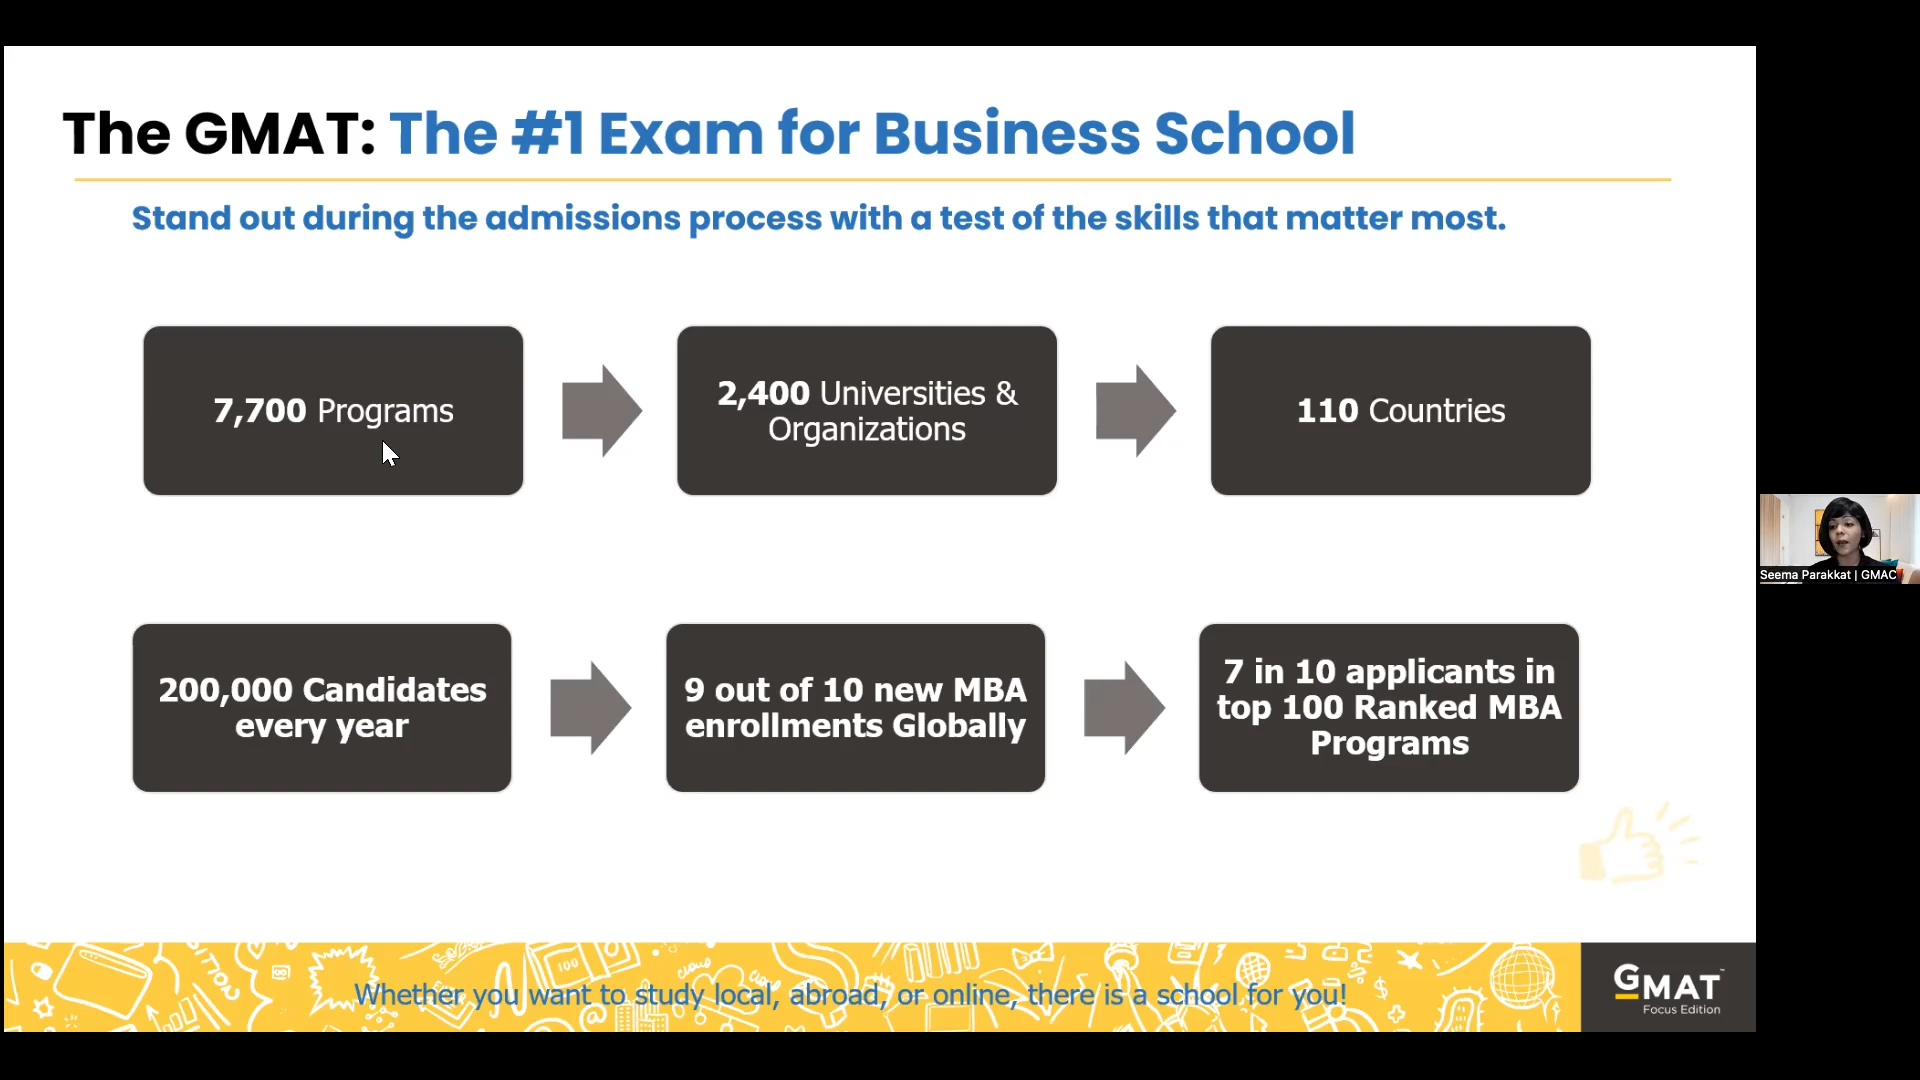 The GMAT: The #1 Exam for Business School
Stand out during the admissions process with a test of the skills that matter most.
7,700 Programs
2,400 Universities &
Organizations
110 Countries
Seema Parakkat | GMAC
200,000 Candidates
every year
9 out of 10 new MBA
enrollments Globally
7 in 10 applicants in
top 100 Ranked MBA
Programs
Whether you want to study local, abroad, or online, there is a school for you!
GMAT™
Focus Edition
100
cloud